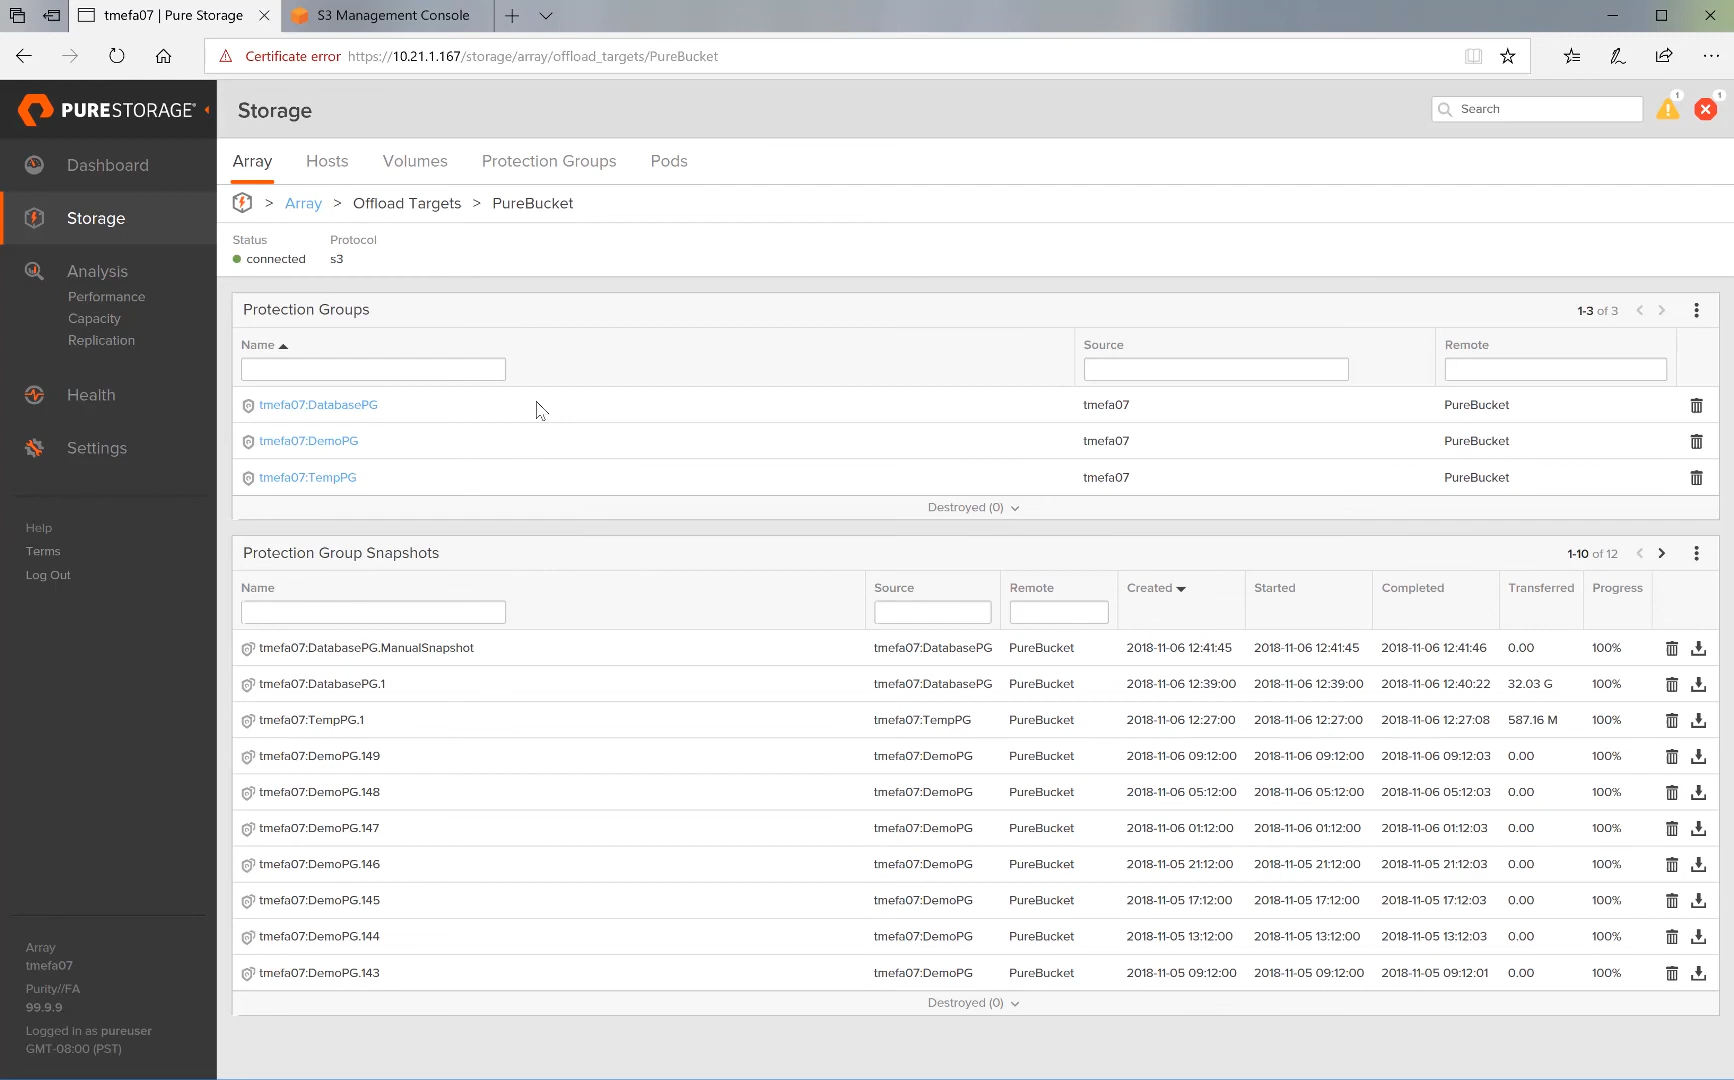 tmefa07 | Pure Storage
S3 Management Console
Certificate error https://10.21.1.167/storage/array/offload_targets/PureBucket
PURESTORAGE®
Storage
Search
1
1
Dashboard
Storage
Analysis
Performance
Capacity
Replication
Health
Settings
Help
Terms
Log Out
Array
tmefa07
Purity//FA
99.9.9
Logged in as pureuser
GMT-08:00 (PST)
Array Hosts Volumes Protection Groups Pods
> Array > Offload Targets > PureBucket
Status Protocol
connected s3
Protection Groups 1-3 of 3
Name Source Remote
tmefa07:DatabasePG tmefa07 PureBucket
tmefa07:DemoPG tmefa07 PureBucket
tmefa07:TempPG tmefa07 PureBucket
Destroyed (0)
Protection Group Snapshots 1-10 of 12
Name Source Remote Created Started Completed Transferred Progress
tmefa07:DatabasePG.ManualSnapshot tmefa07:DatabasePG PureBucket 2018-11-06 12:41:45 2018-11-06 12:41:45 2018-11-06 12:41:46 0.00 100%
tmefa07:DatabasePG.1 tmefa07:DatabasePG PureBucket 2018-11-06 12:39:00 2018-11-06 12:39:00 2018-11-06 12:40:22 32.03 G 100%
tmefa07:TempPG.1 tmefa07:TempPG PureBucket 2018-11-06 12:27:00 2018-11-06 12:27:00 2018-11-06 12:27:08 587.16 M 100%
tmefa07:DemoPG.149 tmefa07:DemoPG PureBucket 2018-11-06 09:12:00 2018-11-06 09:12:00 2018-11-06 09:12:03 0.00 100%
tmefa07:DemoPG.148 tmefa07:DemoPG PureBucket 2018-11-06 05:12:00 2018-11-06 05:12:00 2018-11-06 05:12:03 0.00 100%
tmefa07:DemoPG.147 tmefa07:DemoPG PureBucket 2018-11-06 01:12:00 2018-11-06 01:12:00 2018-11-06 01:12:03 0.00 100%
tmefa07:DemoPG.146 tmefa07:DemoPG PureBucket 2018-11-05 21:12:00 2018-11-05 21:12:00 2018-11-05 21:12:03 0.00 100%
tmefa07:DemoPG.145 tmefa07:DemoPG PureBucket 2018-11-05 17:12:00 2018-11-05 17:12:00 2018-11-05 17:12:03 0.00 100%
tmefa07:DemoPG.144 tmefa07:DemoPG PureBucket 2018-11-05 13:12:00 2018-11-05 13:12:00 2018-11-05 13:12:03 0.00 100%
tmefa07:DemoPG.143 tmefa07:DemoPG PureBucket 2018-11-05 09:12:00 2018-11-05 09:12:00 2018-11-05 09:12:01 0.00 100%
Destroyed (0)